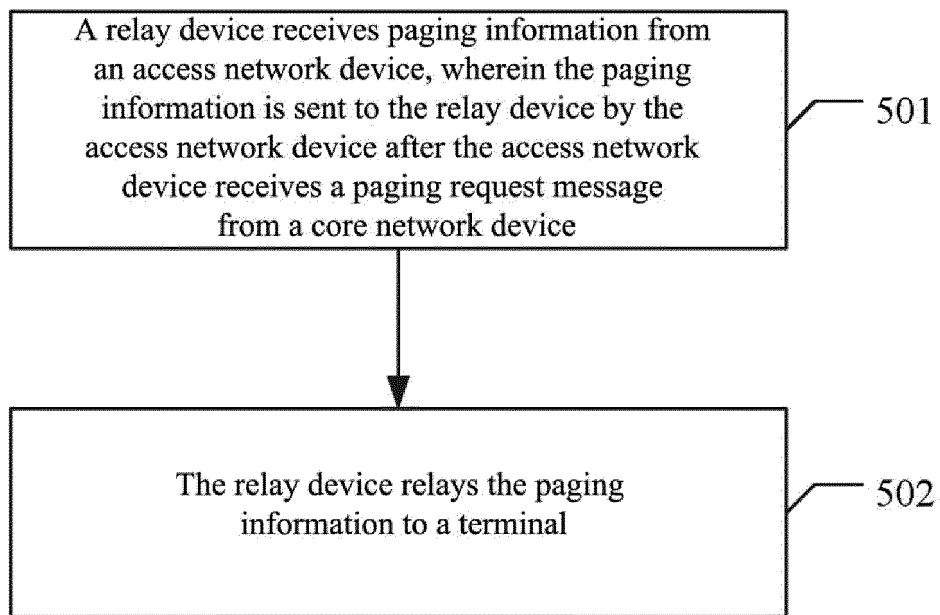 A relay device receives paging information from
an access network device, wherein the paging
information is sent to the relay device by the
access network device after the access network
device receives a paging request message
from a core network device
501
The relay device relays the paging
information to a terminal
502